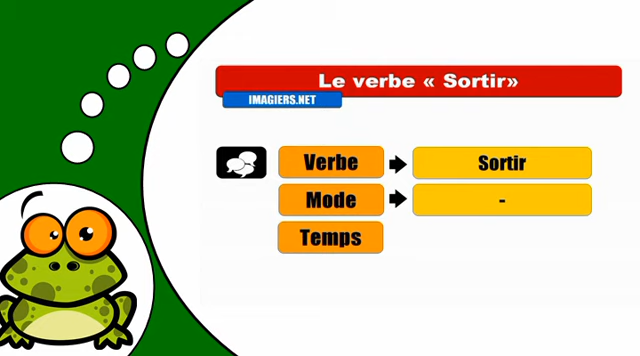 Le verbe « Sortir»
IMAGIERS.NET
Verbe Sortir
Mode -
Temps